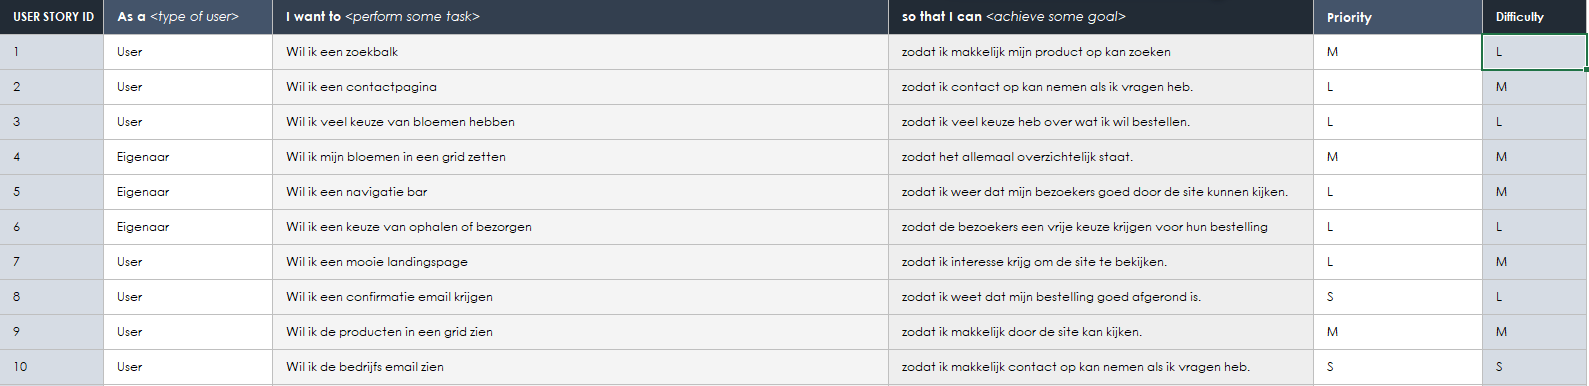 USER STORY ID As a <type of user> I want to <perform some task> so that I can <achieve some goal> Priority Difficulty
1 User Wil ik een zoekbalk zodat ik makkelijk mijn product op kan zoeken M L
2 User Wil ik een contactpagina zodat ik contact op kan nemen als ik vragen heb. L M
3 User Wil ik veel keuze van bloemen hebben zodat ik veel keuze heb over wat ik wil bestellen. L L
4 Eigenaar Wil ik mijn bloemen in een grid zetten zodat het allemaal overzichtelijk staat. M M
5 Eigenaar Wil ik een navigatie bar zodat ik weer dat mijn bezoekers goed door de site kunnen kijken. L M
6 Eigenaar Wil ik een keuze van ophalen of bezorgen zodat de bezoekers een vrije keuze krijgen voor hun bestelling L L
7 User Wil ik een mooie landingspage zodat ik interesse krijg om de site te bekijken. L M
8 User Wil ik een confirmatie email krijgen zodat ik weet dat mijn bestelling goed afgerond is. S L
9 User Wil ik de producten in een grid zien zodat ik makkelijk door de site kan kijken. M M
10 User Wil ik de bedrijfs email zien zodat ik makkelijk contact op kan nemen als ik vragen heb. S S